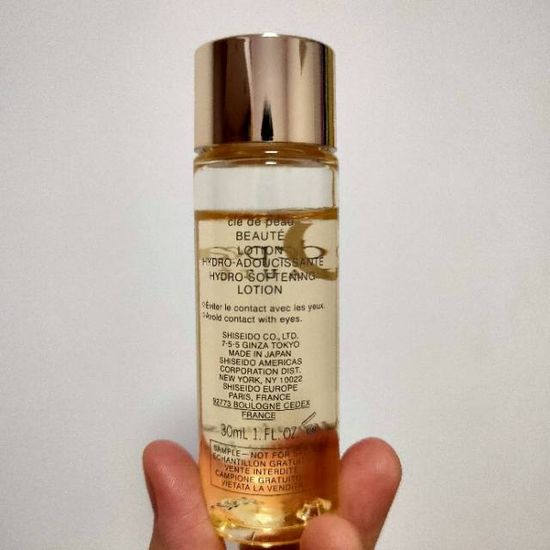 clé de peau
BEAUTÉ
LOTION
HYDRO-ADOUCISSANTE
HYDRO-SOFTENING
LOTION
○Éviter le contact avec les yeux.
○Avoid contact with eyes.
SHISEIDO CO., LTD.
7-5-5 GINZA TOKYO
MADE IN JAPAN
SHISEIDO AMERICAS
CORPORATION DIST.
NEW YORK, NY 10022
SHISEIDO EUROPE
PARIS, FRANCE
92773 BOULOGNE CEDEX
FRANCE
30mL 1. FL. OZ.
SAMPLE—NOT FOR
ÉCHANTILLON GRATUIT
VENTE INTERDITE
CAMPIONE GRATUITO
VIETATA LA VENDITA